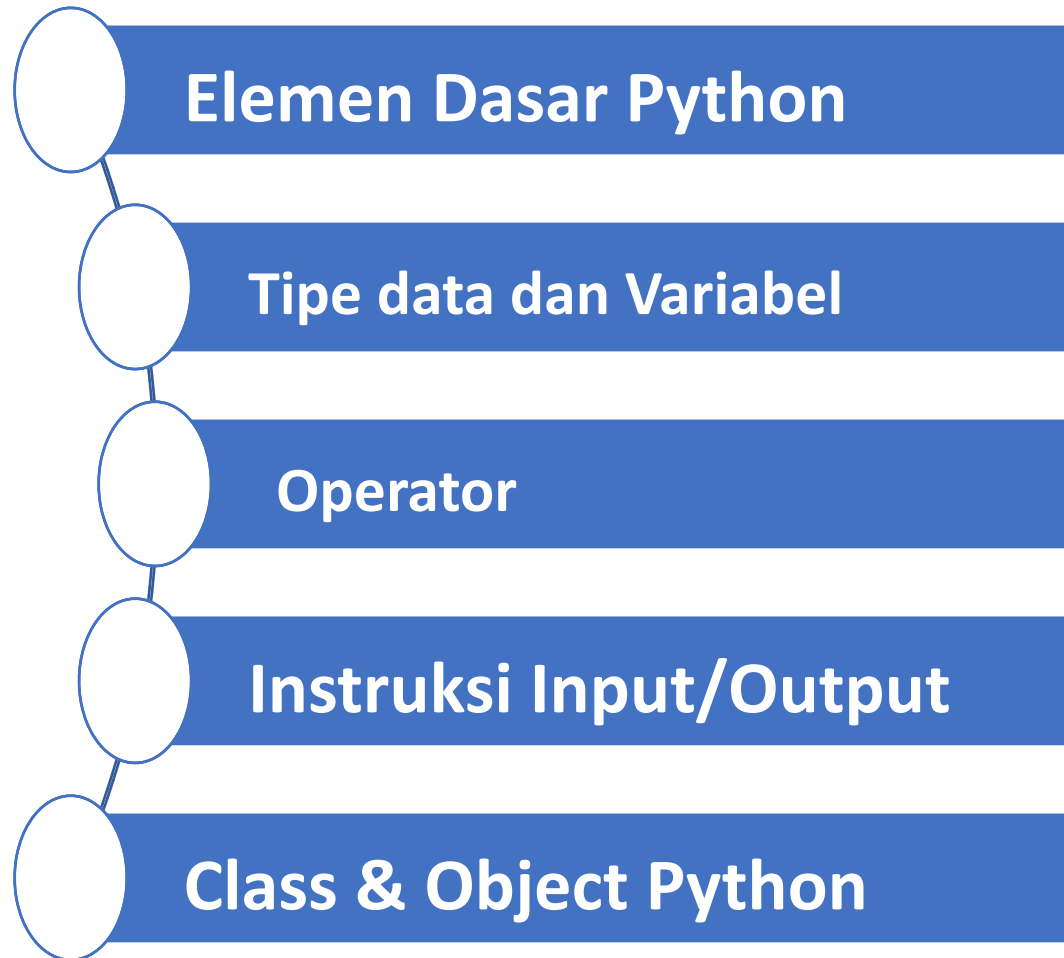 Elemen Dasar Python
Tipe data dan Variabel
Operator
Instruksi Input/Output
Class & Object Python